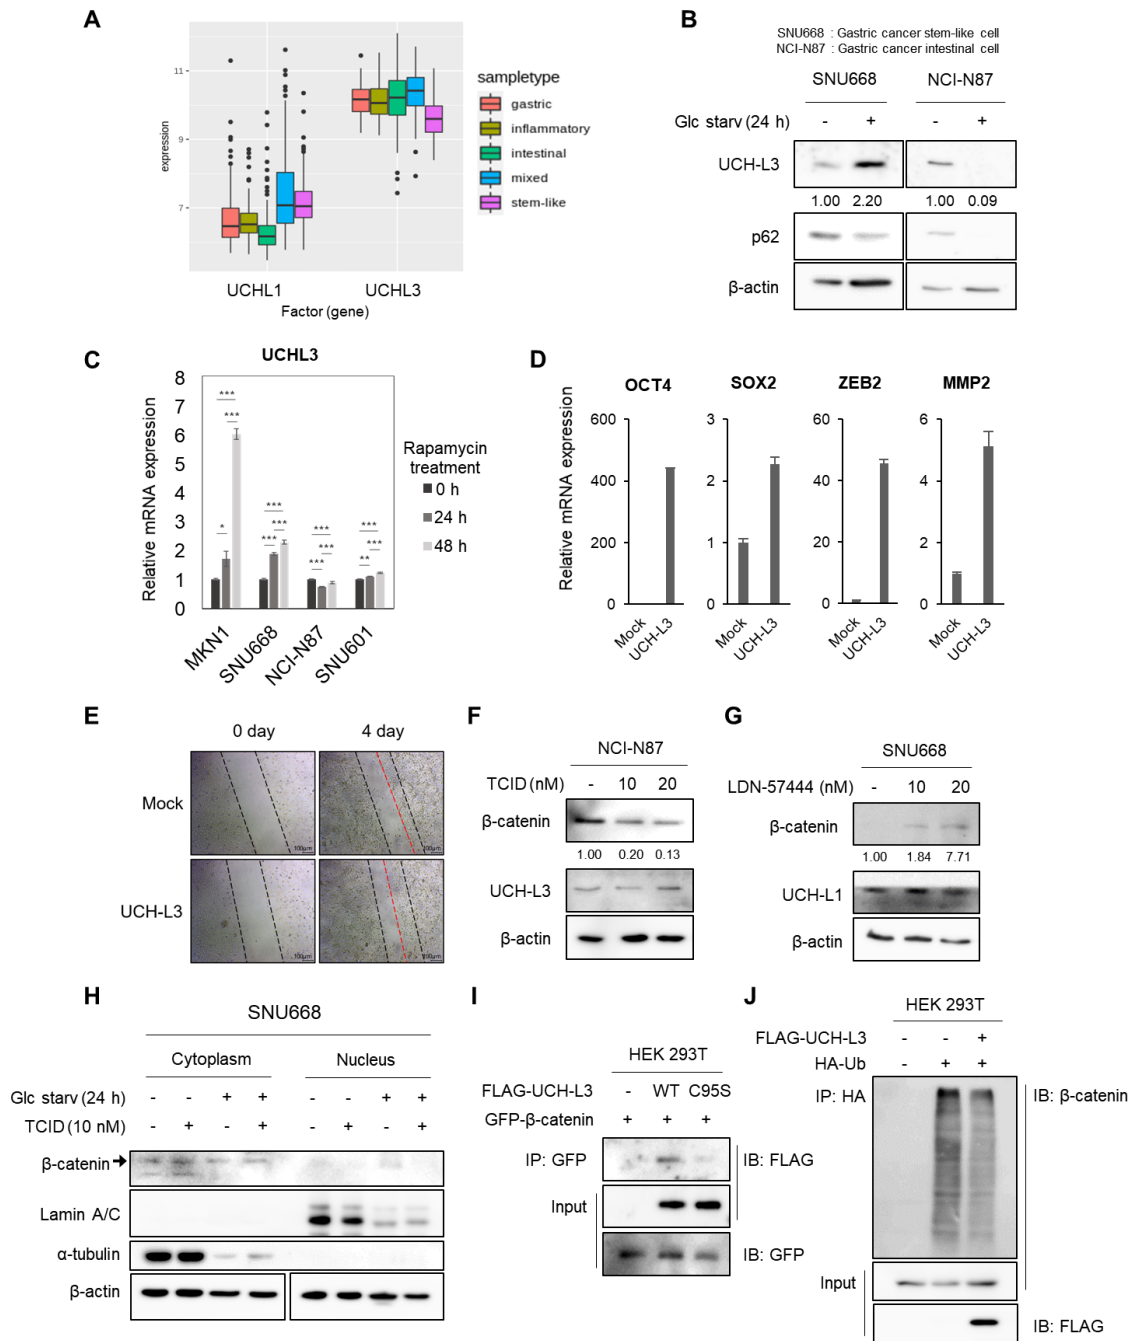 A
expression
11
9
7
UCHL1
UCHL3
Factor (gene)
sampletype
gastric
inflammatory
intestinal
mixed
stem-like
B
SNU668 : Gastric cancer stem-like cell
NCI-N87 : Gastric cancer intestinal cell
SNU668 NCI-N87
Glc starv (24 h) - + - +
UCH-L3
1.00 2.20 1.00 0.09
p62
β-actin
C
UCHL3
Relative mRNA expression
8
7
6
5
4
3
2
1
0
*** *** *
*** *** ***
*** *** ***
*** *** **
MKN1 SNU668 NCI-N87 SNU601
Rapamycin
treatment
0 h
24 h
48 h
D
OCT4 SOX2 ZEB2 MMP2
Relative mRNA expression
600
400
200
0
3
2
1
0
60
40
20
0
6
4
2
0
Mock UCH-L3 Mock UCH-L3 Mock UCH-L3 Mock UCH-L3
E
0 day 4 day
Mock
100μm 100μm
UCH-L3
100μm 100μm
F
NCI-N87
TCID (nM) - 10 20
β-catenin
1.00 0.20 0.13
UCH-L3
β-actin
G
SNU668
LDN-57444 (nM) - 10 20
β-catenin
1.00 1.84 7.71
UCH-L1
β-actin
H
SNU668
Cytoplasm Nucleus
Glc starv (24 h) - - + + - - + +
TCID (10 nM) - + - + - + - +
β-catenin
Lamin A/C
α-tubulin
β-actin
I
HEK 293T
FLAG-UCH-L3 - WT C95S
GFP-β-catenin + + +
IP: GFP IB: FLAG
Input
IB: GFP
J
HEK 293T
FLAG-UCH-L3 - - +
HA-Ub - + +
IP: HA IB: β-catenin
Input
IB: FLAG